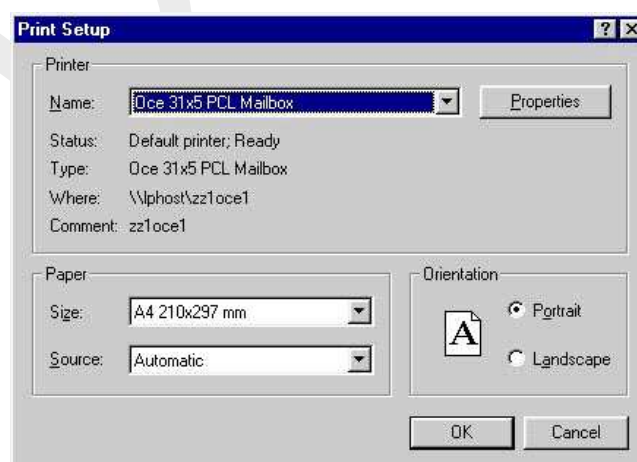 Print Setup
Printer
Name: Oce 31x5 PCL Mailbox Properties
Status: Default printer; Ready
Type: Oce 31x5 PCL Mailbox
Where: \\lphost\zz1oce1
Comment: zz1oce1
Paper
Size: A4 210x297 mm
Source: Automatic
Orientation
A
Portrait
Landscape
OK Cancel